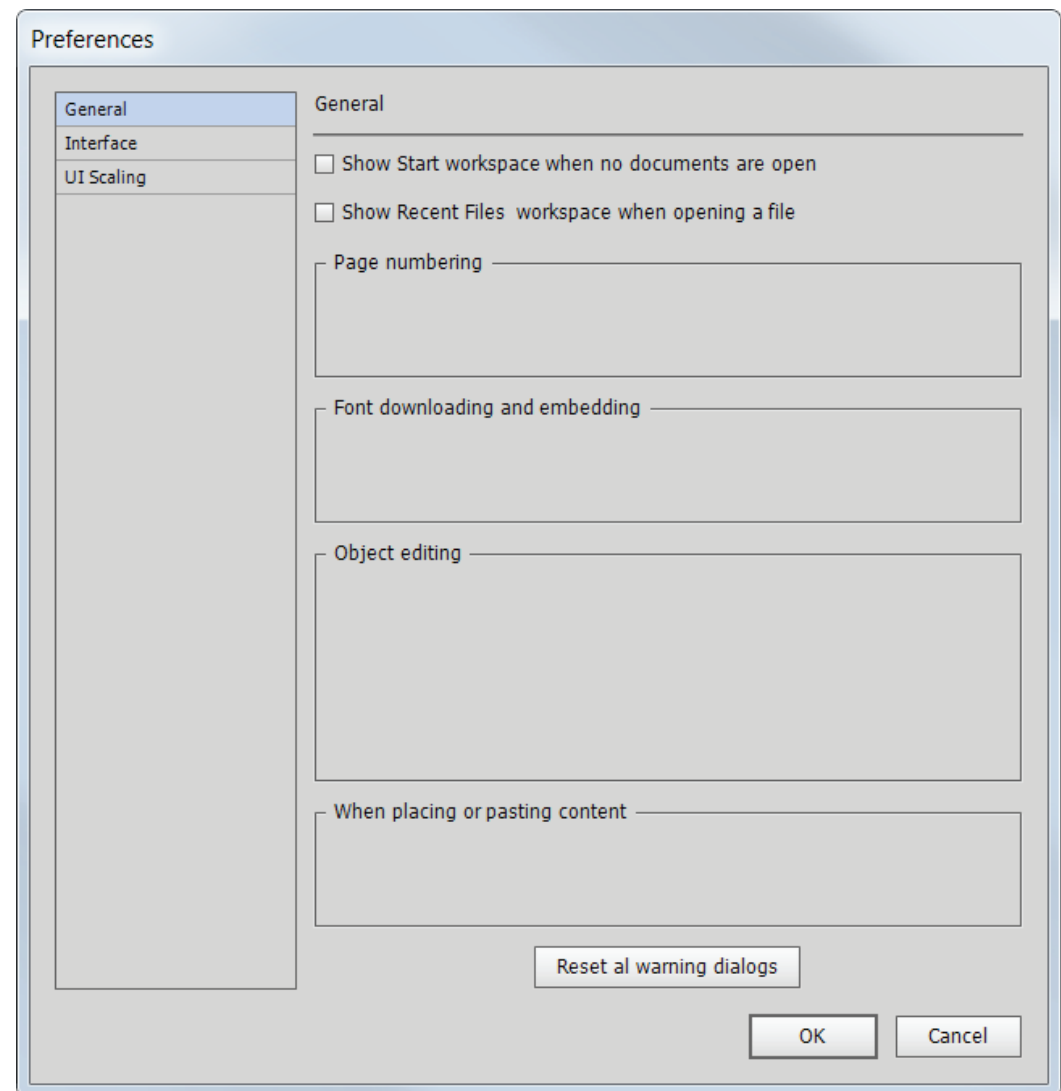 Preferences
General
Interface
UI Scaling
General
Show Start workspace when no documents are open
Show Recent Files  workspace when opening a file
Page numbering
Font downloading and embedding
Object editing
When placing or pasting content
Reset al warning dialogs
OK
Cancel